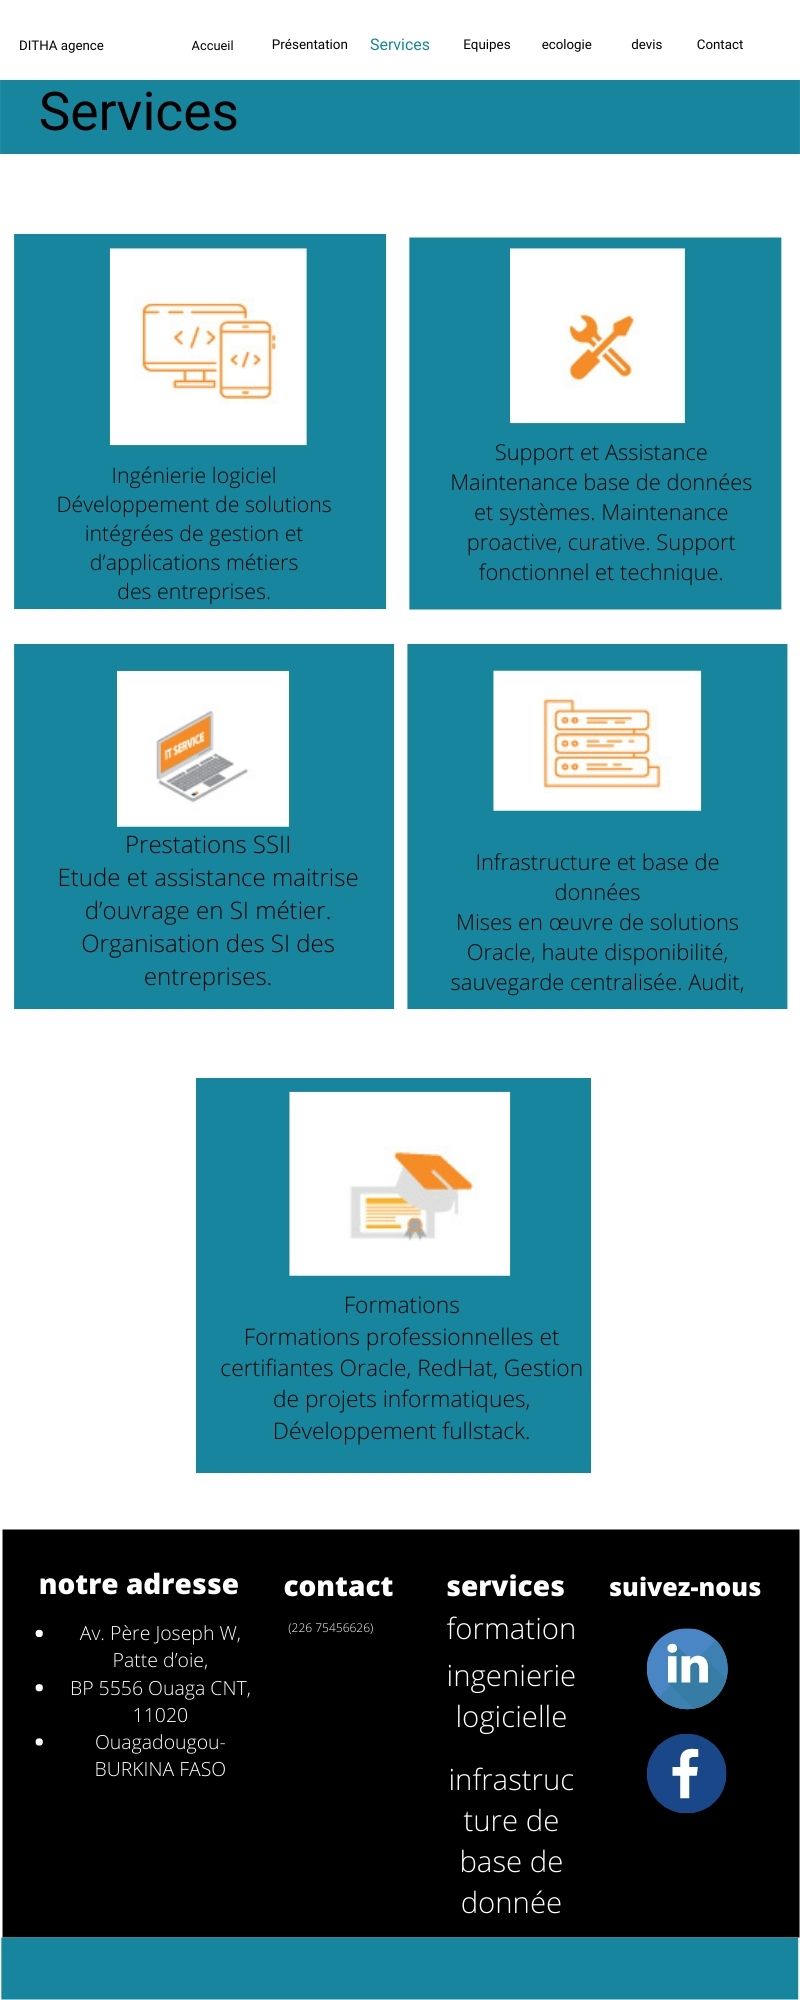 DITHA agence
Accueil
Présentation
Services
Equipes
ecologie
devis
Contact
Services
</>
</>
Ingénierie logiciel
Développement de solutions
intégrées de gestion et
d’applications métiers
des entreprises.
Support et Assistance
Maintenance base de données
et systèmes. Maintenance
proactive, curative. Support
fonctionnel et technique.
IT SERVICE
Prestations SSII
Etude et assistance maitrise
d’ouvrage en SI métier.
Organisation des SI des
entreprises.
Infrastructure et base de
données
Mises en œuvre de solutions
Oracle, haute disponibilité,
sauvegarde centralisée. Audit,
Formations
Formations professionnelles et
certifiantes Oracle, RedHat, Gestion
de projets informatiques,
Développement fullstack.
notre adresse
Av. Père Joseph W,
Patte d’oie,
BP 5556 Ouaga CNT,
11020
Ouagadougou-
BURKINA FASO
contact
(226 75456626)
services
formation
ingenierie
logicielle
infrastruc
ture de
base de
donnée
suivez-nous
in
f